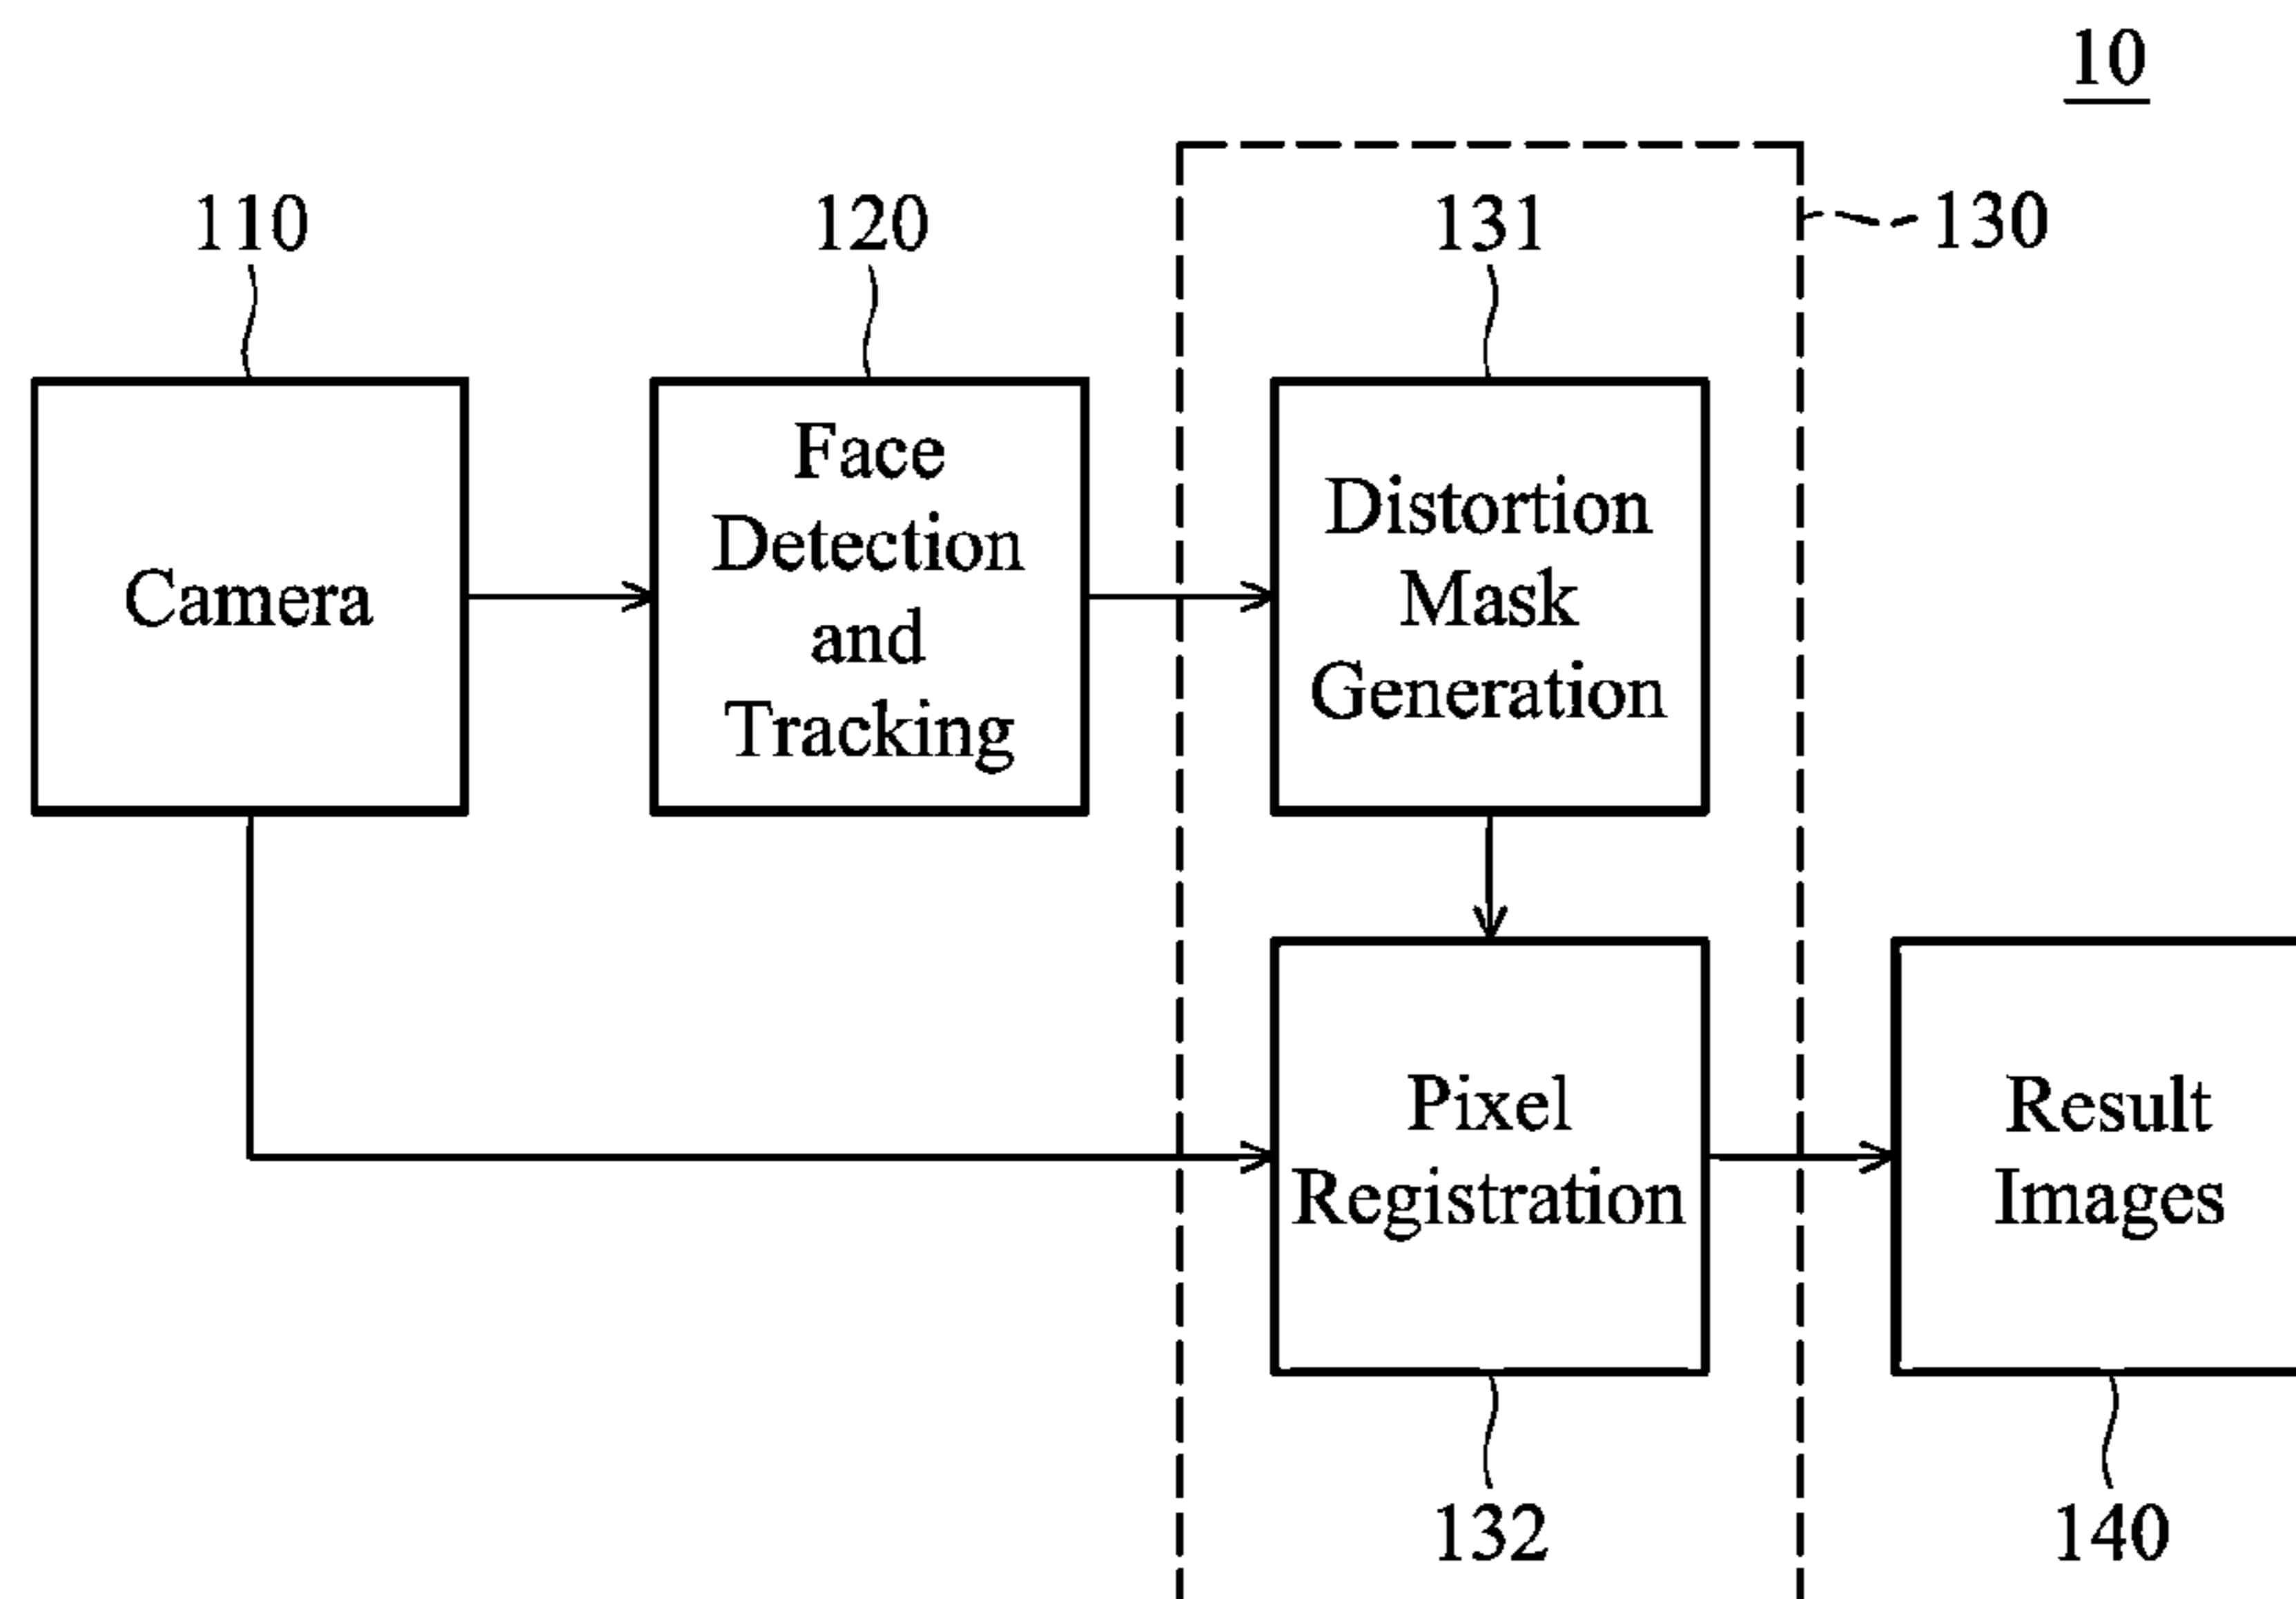 10
110
120
131
130
Camera
Face
Detection
and
Tracking
Distortion
Mask
Generation
Pixel
Registration
Result
Images
132
140